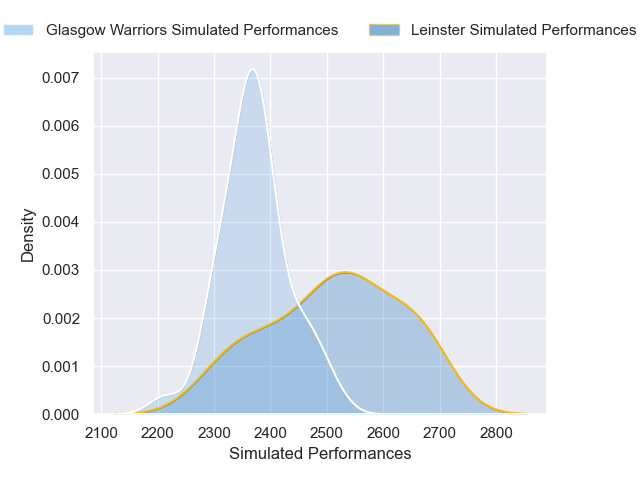 Glasgow Warriors Simulated Performances
Leinster Simulated Performances
0.007
0.006
0.005
0.004
0.003
0.002
0.001
0.000
Density
2100 2200 2300 2400 2500 2600 2700 2800
Simulated Performances